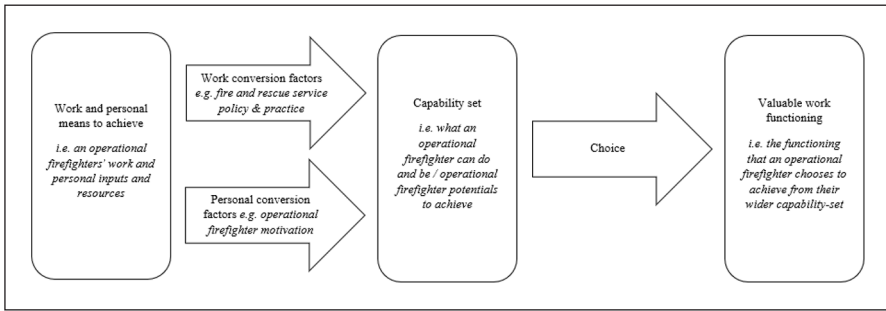 Work and personal
means to achieve
i.e. an operational
firefighters' work and
personal inputs and
resources
Work conversion factors
e.g. fire and rescue service
policy & practice
Personal conversion
factors e.g. operational
firefighter motivation
Capability set
i.e. what an
operational
firefighter can do
and be / operational
firefighter potentials
to achieve
Choice
Valuable work
functioning
i.e. the functioning
that an operational
firefighter chooses to
achieve from their
wider capability-set